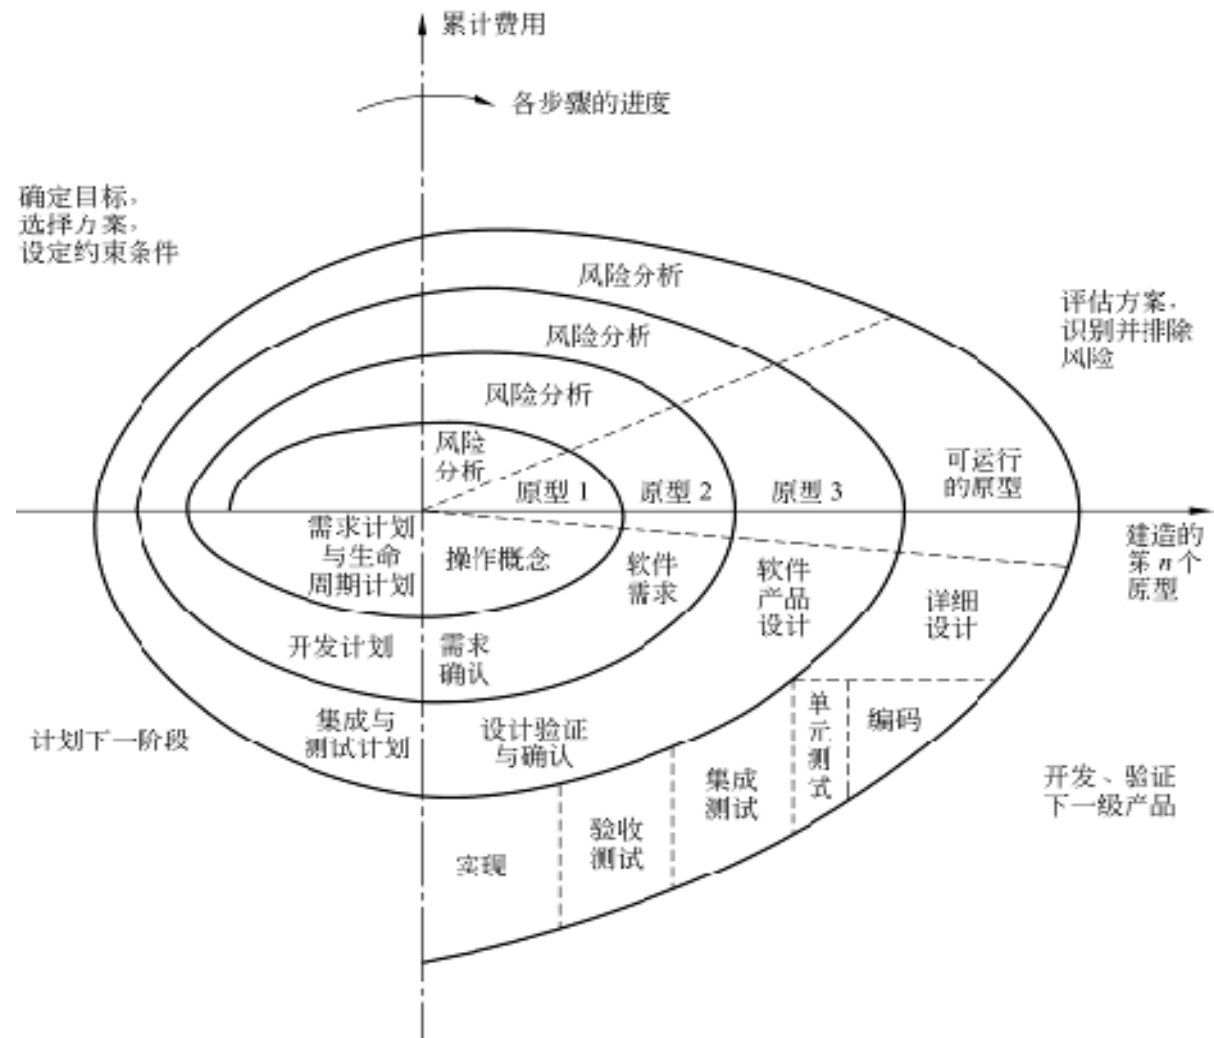 累计费用
各步骤的进度
确定目标,
选择方案,
设定约束条件
风险分析
评估方案,
识别并排除
风险
风险分析
风险分析
风险
分析
可运行
的原型
原型 1
原型 2
原型 3
建造的
第 n 个
原型
需求计划
与生命
周期计划
操作概念
软件
需求
软件
产品
设计
详细
设计
开发计划
需求
确认
单
元
测
试
编码
计划下一阶段
集成与
测试计划
设计验证
与确认
集成
测试
开发、验证
下一级产品
验收
测试
实现